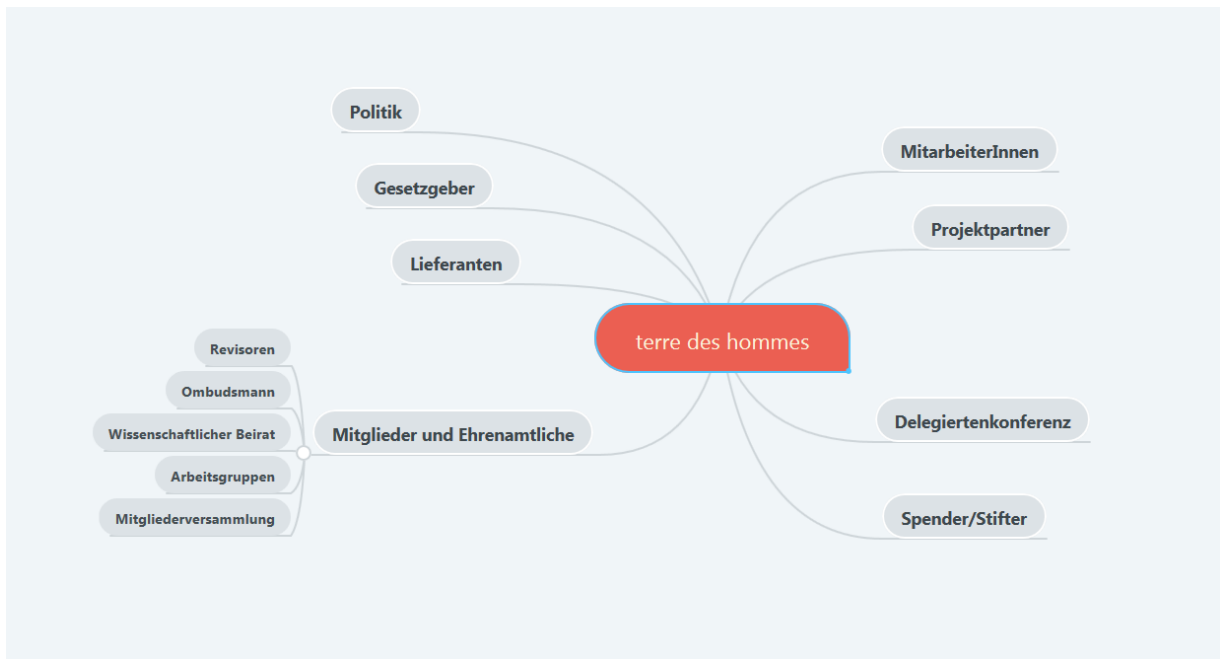 Politik
Gesetzgeber
Lieferanten
MitarbeiterInnen
Projektpartner
terre des hommes
Revisoren
Ombudsmann
Wissenschaftlicher Beirat
Arbeitsgruppen
Mitgliederversammlung
Mitglieder und Ehrenamtliche
Delegiertenkonferenz
Spender/Stifter